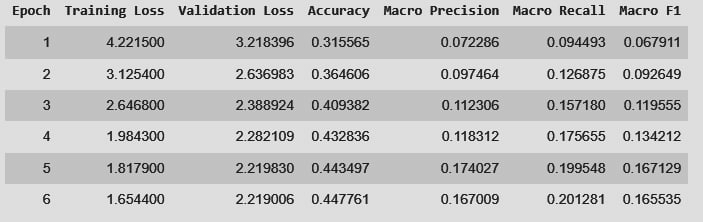 Epoch Training Loss Validation Loss Accuracy Macro Precision Macro Recall Macro F1
1 4.221500 3.218396 0.315565 0.072286 0.094493 0.067911
2 3.125400 2.636983 0.364606 0.097464 0.126875 0.092649
3 2.646800 2.388924 0.409382 0.112306 0.157180 0.119555
4 1.984300 2.282109 0.432836 0.118312 0.175655 0.134212
5 1.817900 2.219830 0.443497 0.174027 0.199548 0.167129
6 1.654400 2.219006 0.447761 0.167009 0.201281 0.165535